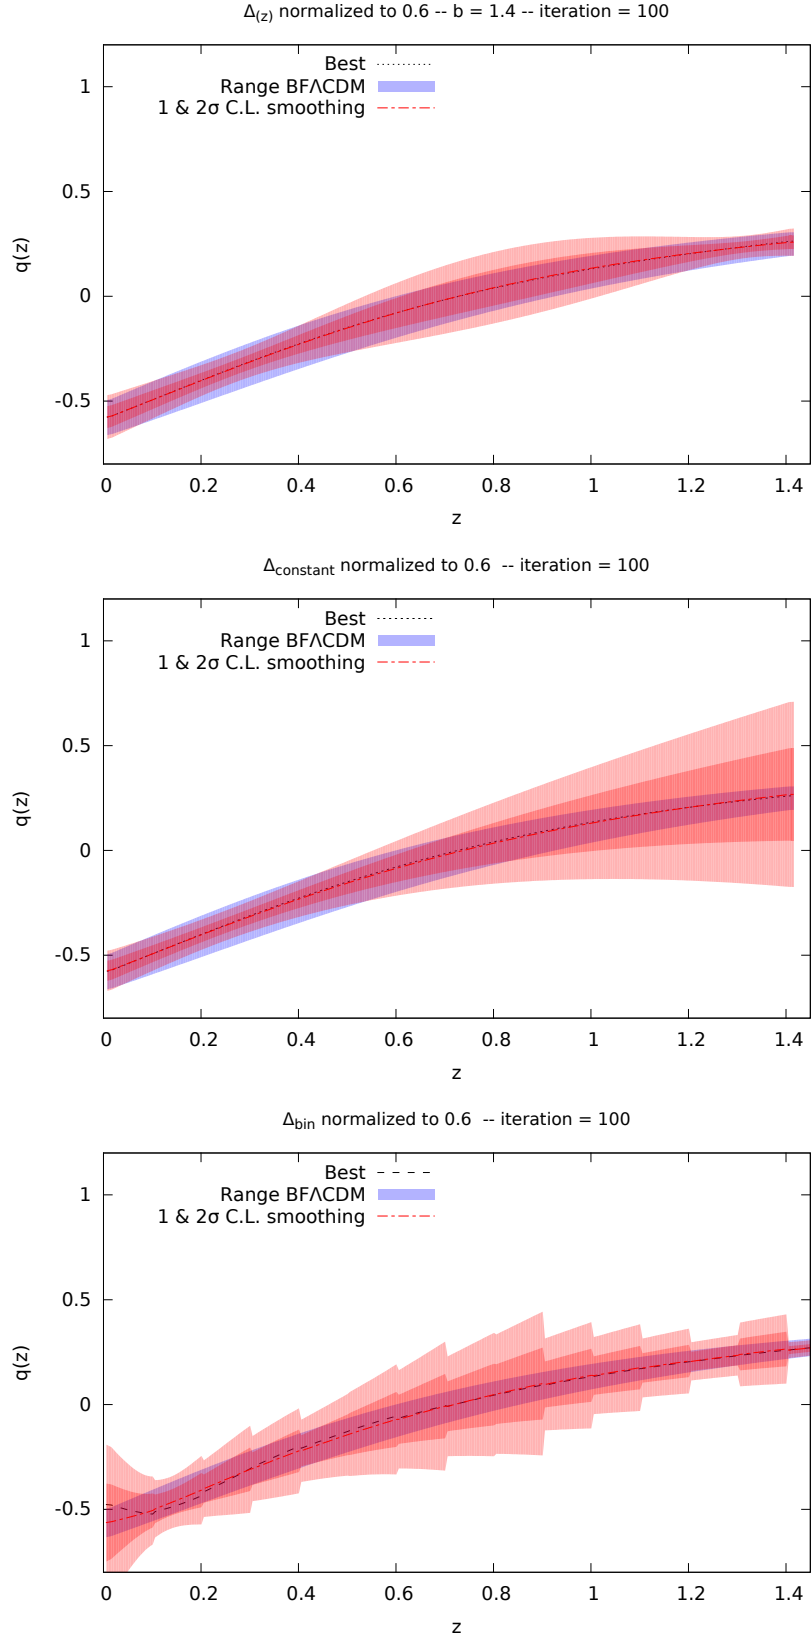 Δ(z) normalized to 0.6 -- b = 1.4 -- iteration = 100
Best
Range BFΛCDM
1 & 2σ C.L. smoothing
1
0.5
0
-0.5
q(z)
0 0.2 0.4 0.6 0.8 1 1.2 1.4
z
Δconstant normalized to 0.6 -- iteration = 100
Best
Range BFΛCDM
1 & 2σ C.L. smoothing
1
0.5
0
-0.5
q(z)
0 0.2 0.4 0.6 0.8 1 1.2 1.4
z
Δbin normalized to 0.6 -- iteration = 100
Best
Range BFΛCDM
1 & 2σ C.L. smoothing
1
0.5
0
-0.5
q(z)
0 0.2 0.4 0.6 0.8 1 1.2 1.4
z